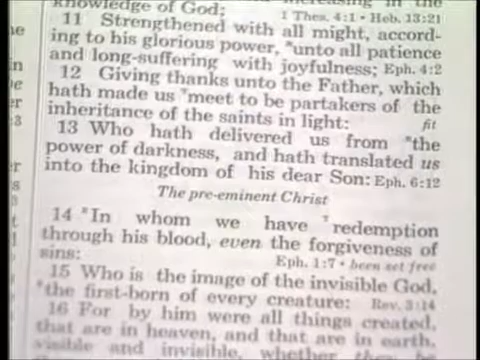 knowledge of God; 1 Thes. 4:1 • Heb. 13:21
11 Strengthened with all might, accord-
ing to his glorious power, *unto all patience
and long-suffering with joyfulness; Eph. 4:2
12 Giving thanks unto the Father, which
hath made us *meet to be partakers of the
inheritance of the saints in light: fit
13 Who hath delivered us from *the
power of darkness, and hath translated us
into the kingdom of his dear Son: Eph. 6:12
The pre-eminent Christ
14 *In whom we have redemption
through his blood, even the forgiveness of
sins: Eph. 1:7 • been set free
15 Who is the image of the invisible God,
*the first-born of every creature: Rev. 3:14
16 For by him were all things created,
that are in heaven, and that are in earth,
visible and invisible, whether